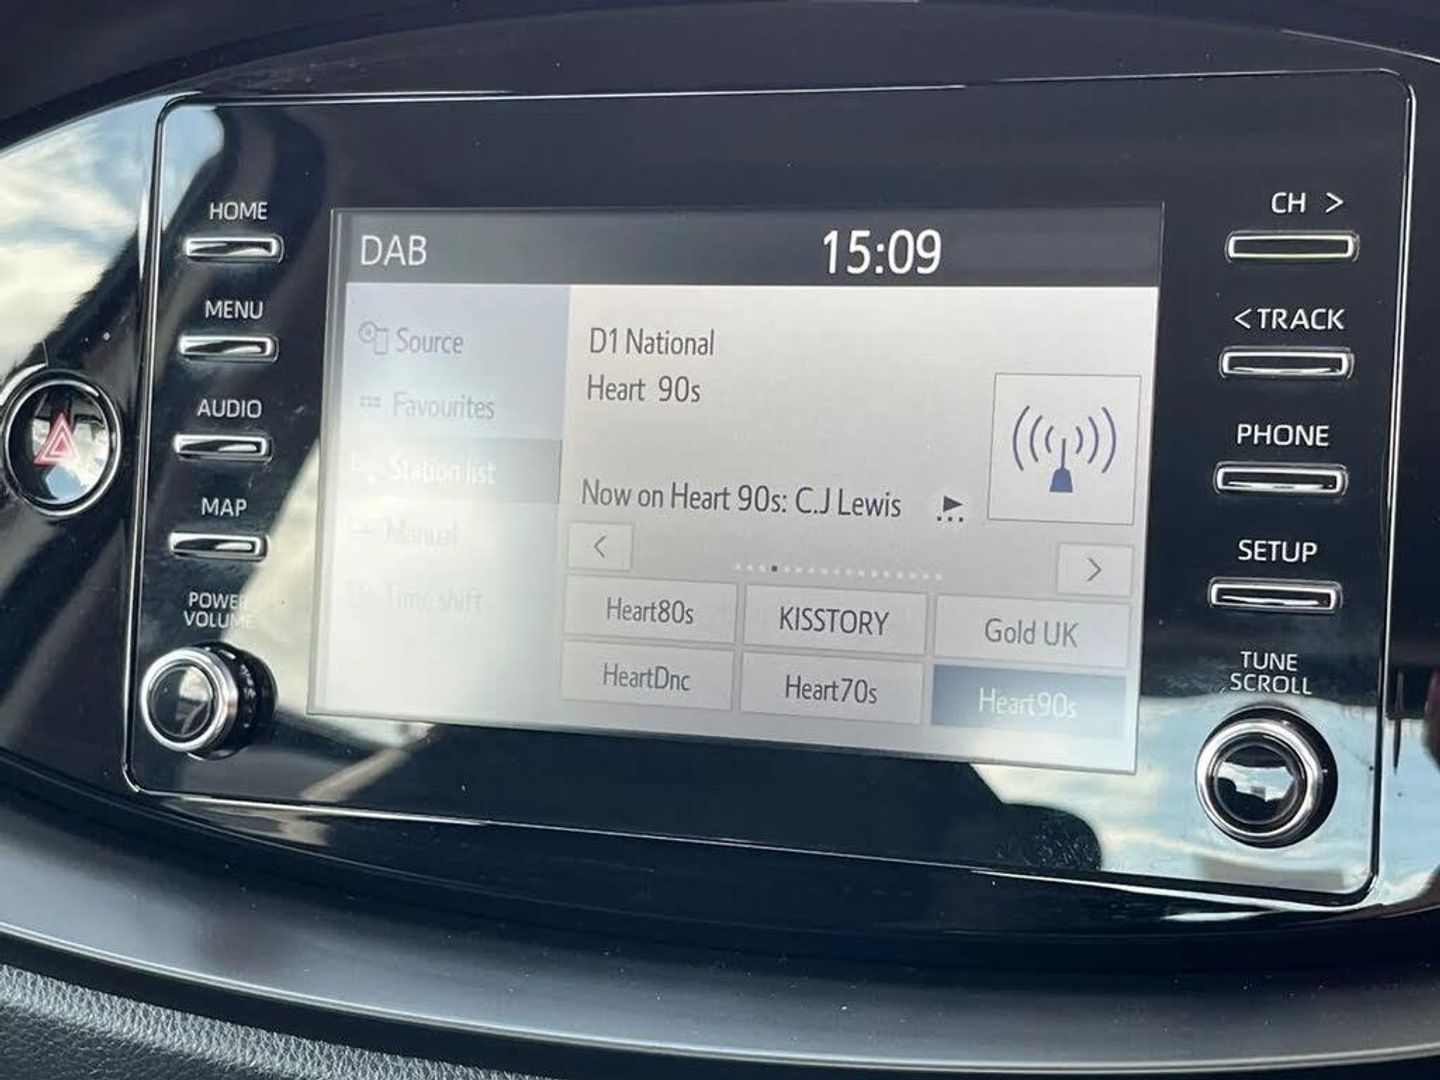 HOME
MENU
AUDIO
MAP
POWER
VOLUME
DAB
15:09
Source
Favourites
Station list
Manual
Time shift
D1 National
Heart 90s
Now on Heart 90s: C.J Lewis
Heart80s
KISSTORY
Gold UK
HeartDnc
Heart70s
Heart90s
CH >
< TRACK
PHONE
SETUP
TUNE
SCROLL